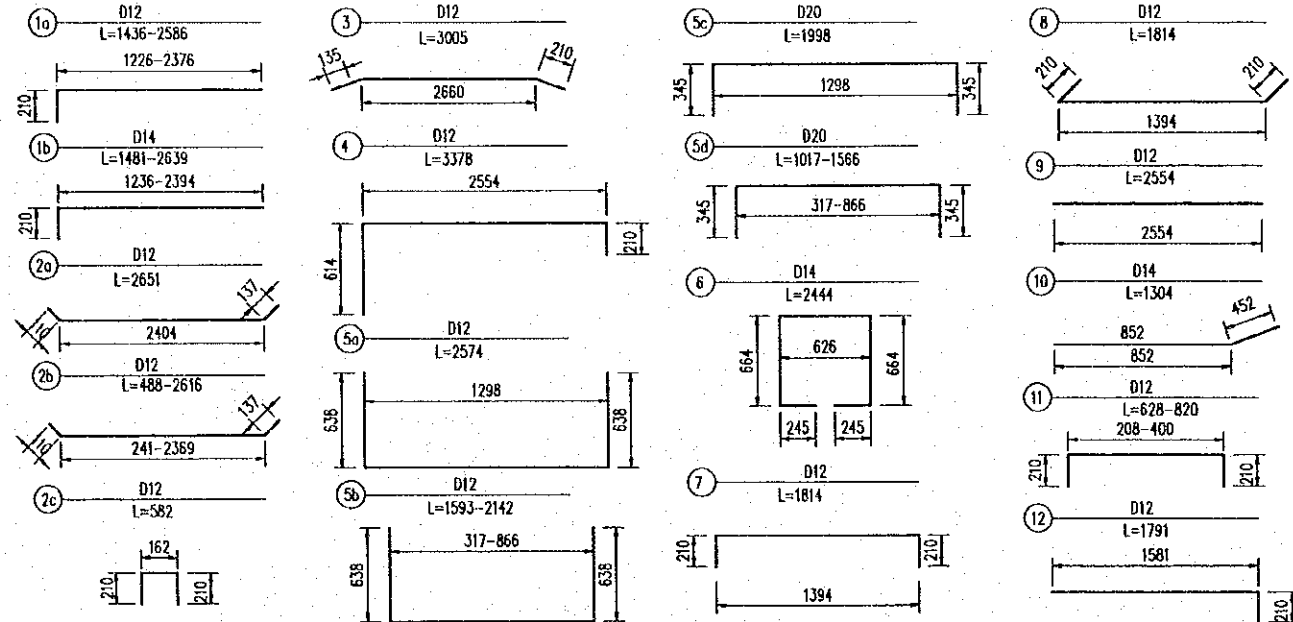 1a D12
L=1436-2586
1226-2376
210
1b D14
L=1481-2639
1236-2394
210
2a D12
L=2651
137
2404
2b D12
L=488-2616
137
241-2369
2c D12
L=582
162
210 210
3 D12
L=3005
135 210
2660
4 D12
L=3378
2554
614 210
5a D12
L=2574
638 1298 638
5b D12
L=1593-2142
638 317-866 638
5c D20
L=1998
345 1298 345
5d D20
L=1017-1566
345 317-866 345
6 D14
L=2444
664 626 664
245 245
7 D12
L=1814
210 210
1394
8 D12
L=1814
210 210
1394
9 D12
L=2554
2554
10 D14
L=1304
452
852
852
11 D12
L=628-820
208-400
210 210
12 D12
L=1791
1581
210